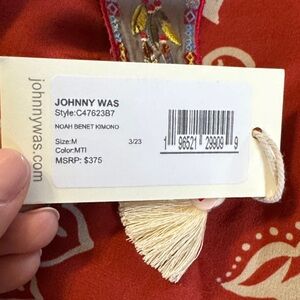 johnnywas.com
JOHNNY WAS
Style:C47623B7
NOAH BENET KIMONO
Size:M 3/23
Color:MTI
MSRP: $375
1 96521 29909 9